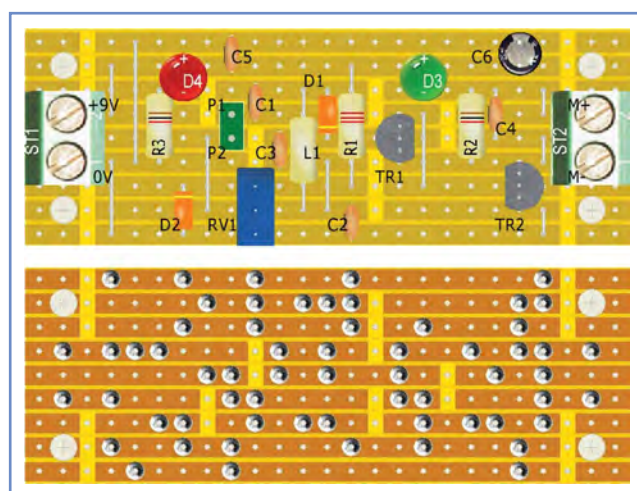 C5
C6
D4
D3
D1
+9V
P1
C1
M+
ST1
R3
P2
C3
L1
R1
TR1
R2
C4
ST2
0V
M-
D2
RV1
C2
TR2
+
+